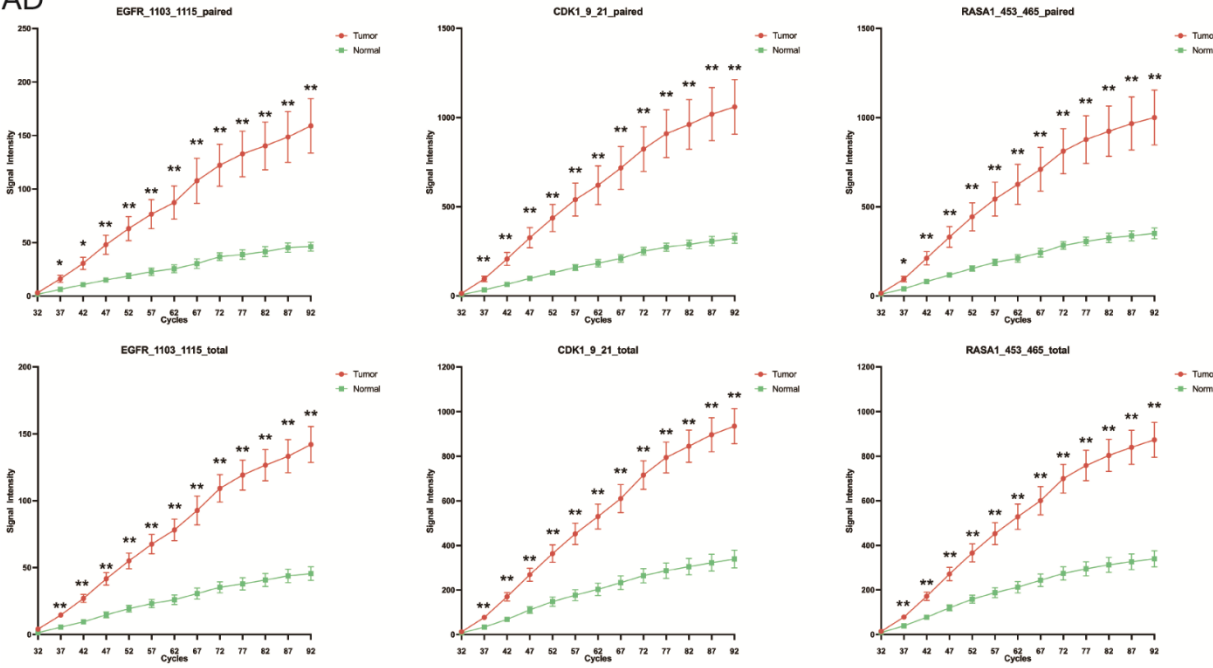 AD
EGFR_1103_1115_paired
Tumor
Normal
Signal Intensity
250
200
150
100
50
0
* * ** ** ** ** ** ** ** ** ** **
32 37 42 47 52 57 62 67 72 77 82 87 92
Cycles
CDK1_9_21_paired
Tumor
Normal
Signal Intensity
1500
1000
500
0
** ** ** ** ** ** ** ** ** ** ** **
32 37 42 47 52 57 62 67 72 77 82 87 92
Cycles
RASA1_453_465_paired
Tumor
Normal
Signal Intensity
1500
1000
500
0
* ** ** ** ** ** ** ** ** ** ** **
32 37 42 47 52 57 62 67 72 77 82 87 92
Cycles
EGFR_1103_1115_total
Tumor
Normal
Signal Intensity
200
150
100
50
0
** ** ** ** ** ** ** ** ** ** ** **
32 37 42 47 52 57 62 67 72 77 82 87 92
Cycles
CDK1_9_21_total
Tumor
Normal
Signal Intensity
1200
1000
800
600
400
200
0
** ** ** ** ** ** ** ** ** ** ** **
32 37 42 47 52 57 62 67 72 77 82 87 92
Cycles
RASA1_453_465_total
Tumor
Normal
Signal Intensity
1200
1000
800
600
400
200
0
** ** ** ** ** ** ** ** ** ** ** **
32 37 42 47 52 57 62 67 72 77 82 87 92
Cycles